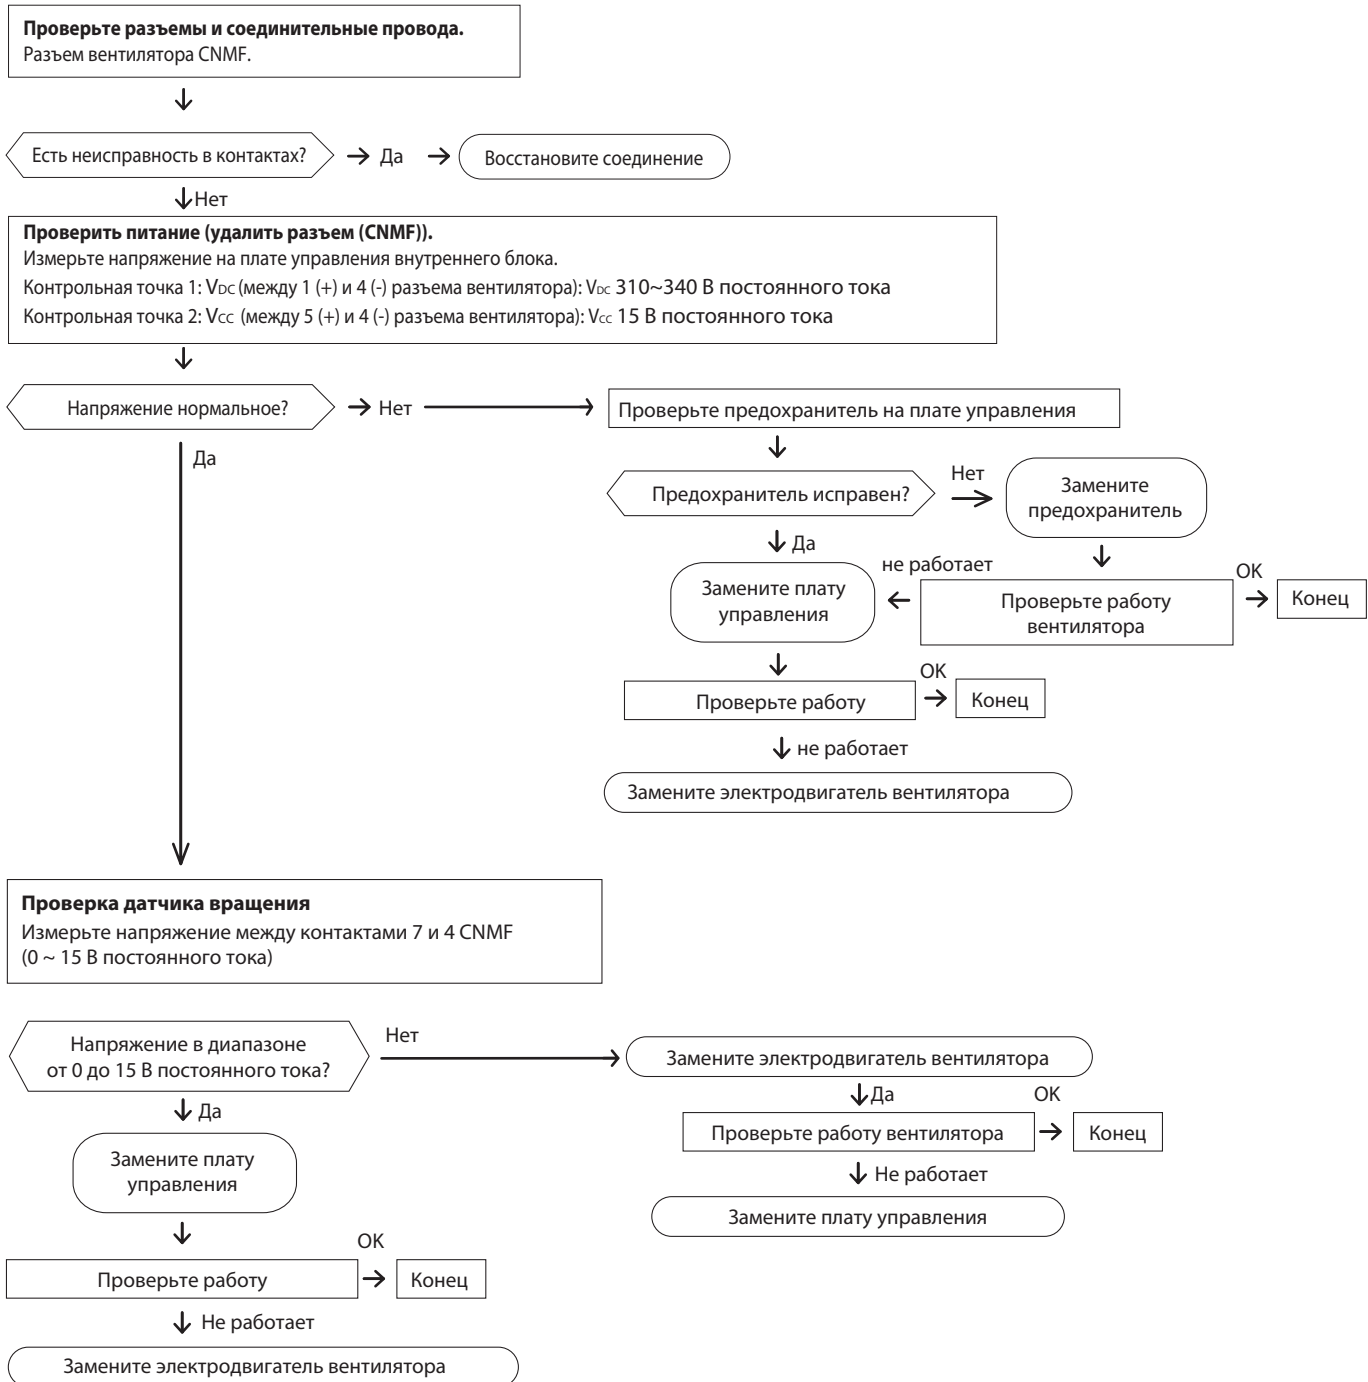 Проверьте разъемы и соединительные провода.
Разъем вентилятора CNMF.
Есть неисправность в контактах?
Да
Восстановите соединение
Нет
Проверить питание (удалить разъем (CNMF)).
Измерьте напряжение на плате управления внутреннего блока.
Контрольная точка 1: VDC (между 1 (+) и 4 (-) разъема вентилятора): VDC 310~340 В постоянного тока
Контрольная точка 2: VCC (между 5 (+) и 4 (-) разъема вентилятора): VCC 15 В постоянного тока
Напряжение нормальное?
Нет
Проверьте предохранитель на плате управления
Да
Предохранитель исправен?
Нет
Замените
предохранитель
Да
не работает
Замените плату
управления
Проверьте работу
вентилятора
OK
Конец
Проверьте работу
OK
Конец
не работает
Замените электродвигатель вентилятора
Проверка датчика вращения
Измерьте напряжение между контактами 7 и 4 CNMF
(0 ~ 15 В постоянного тока)
Напряжение в диапазоне
от 0 до 15 В постоянного тока?
Нет
Замените электродвигатель вентилятора
Да
Да
OK
Проверьте работу вентилятора
Конец
Замените плату
управления
Не работает
Замените плату управления
OK
Проверьте работу
Конец
Не работает
Замените электродвигатель вентилятора